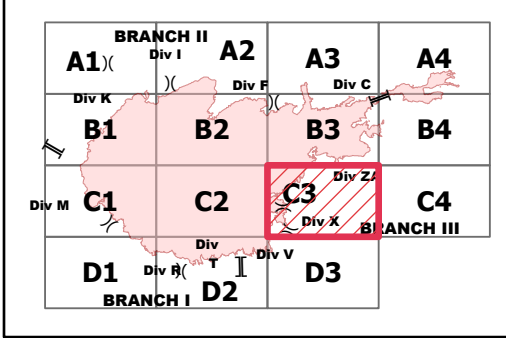 BRANCH II
A1 Div I A2 A3 A4
Div K Div F Div C
B1 B2 B3 B4
Div ZA
Div M C1 C2 C3 C4
Div X BRANCH III
Div T Div V
D1 Div R D2 D3
BRANCH I